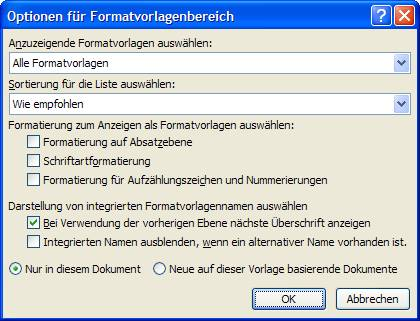 Optionen für Formatvorlagenbereich
Anzuzeigende Formatvorlagen auswählen:
Alle Formatvorlagen
Sortierung für die Liste auswählen:
Wie empfohlen
Formatierung zum Anzeigen als Formatvorlagen auswählen:
Formatierung auf Absatzebene
Schriftartformatierung
Formatierung für Aufzählungszeichen und Nummerierungen
Darstellung von integrierten Formatvorlagennamen auswählen
Bei Verwendung der vorherigen Ebene nächste Überschrift anzeigen
Integrierten Namen ausblenden, wenn ein alternativer Name vorhanden ist.
Nur in diesem Dokument Neue auf dieser Vorlage basierende Dokumente
OK Abbrechen